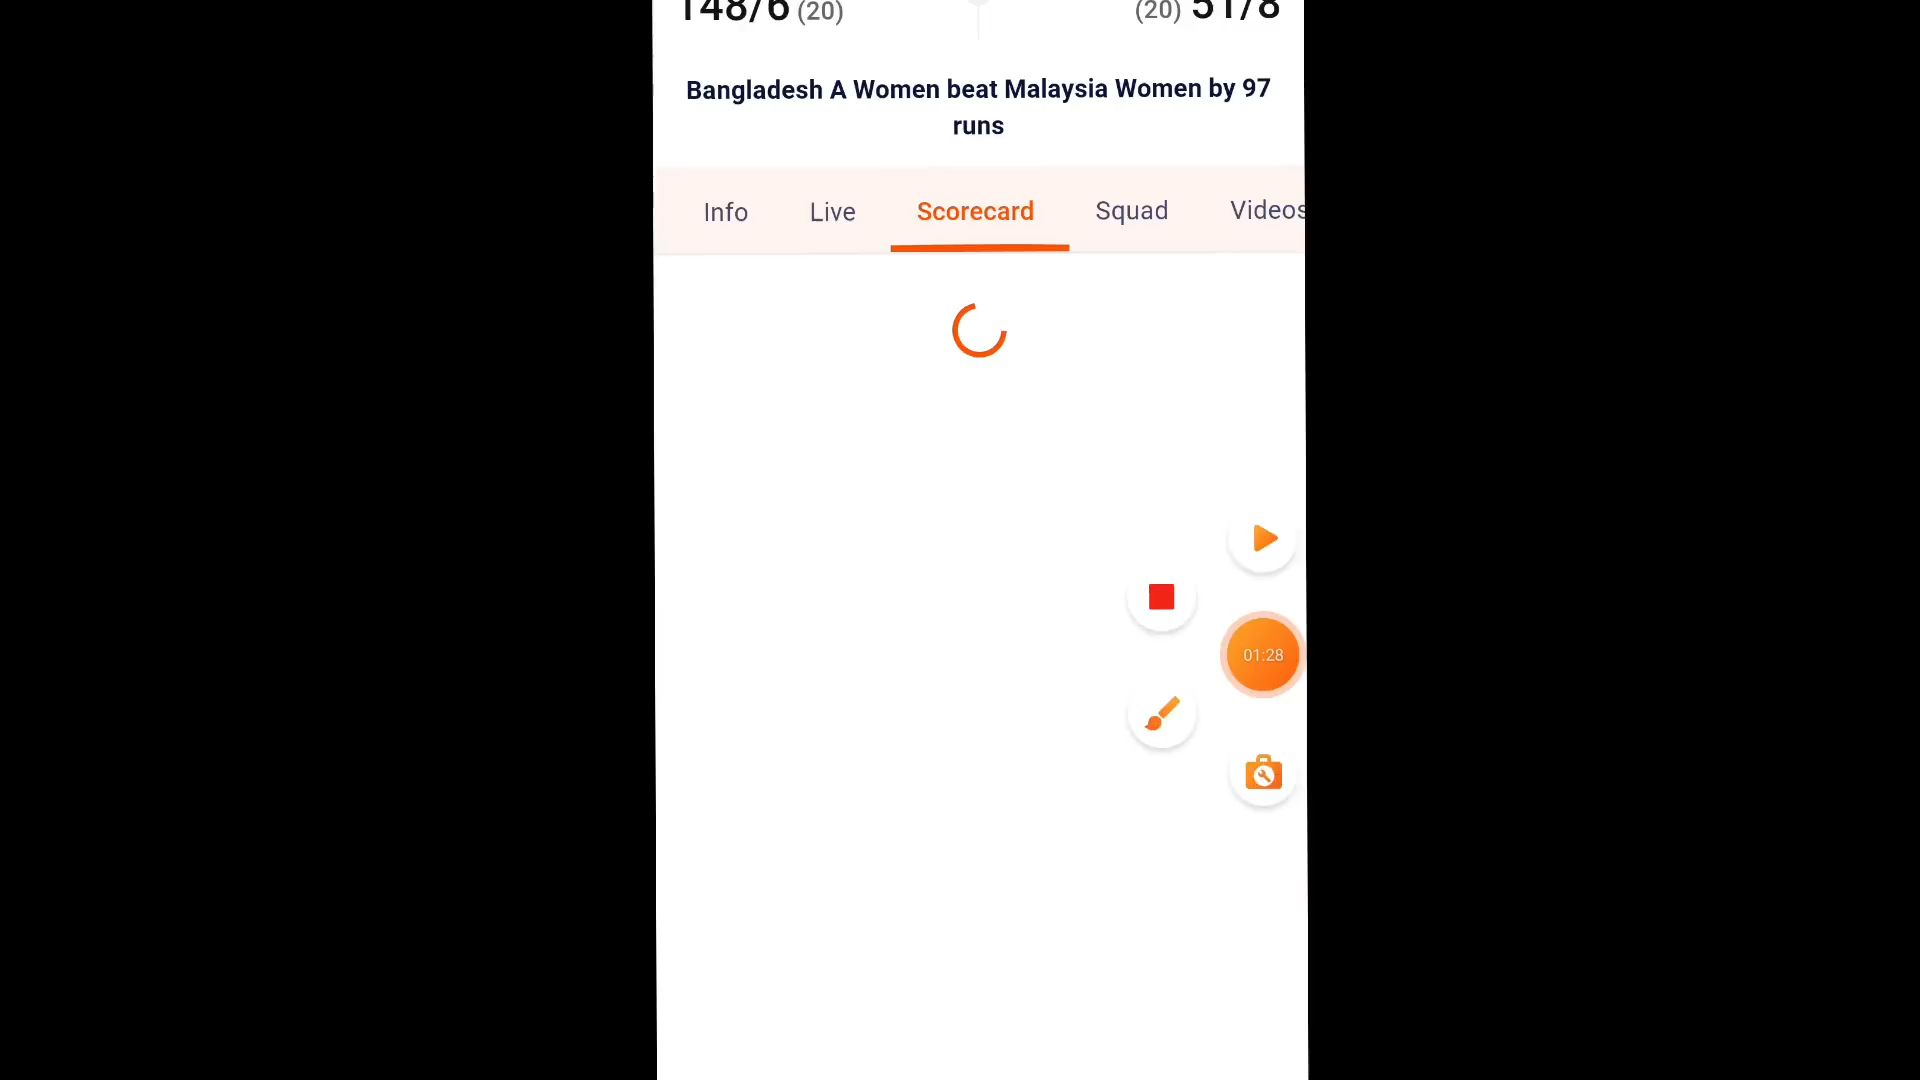 148/6 (20) (20) 51/8
Bangladesh A Women beat Malaysia Women by 97
runs
Info Live Scorecard Squad Videos
01:28